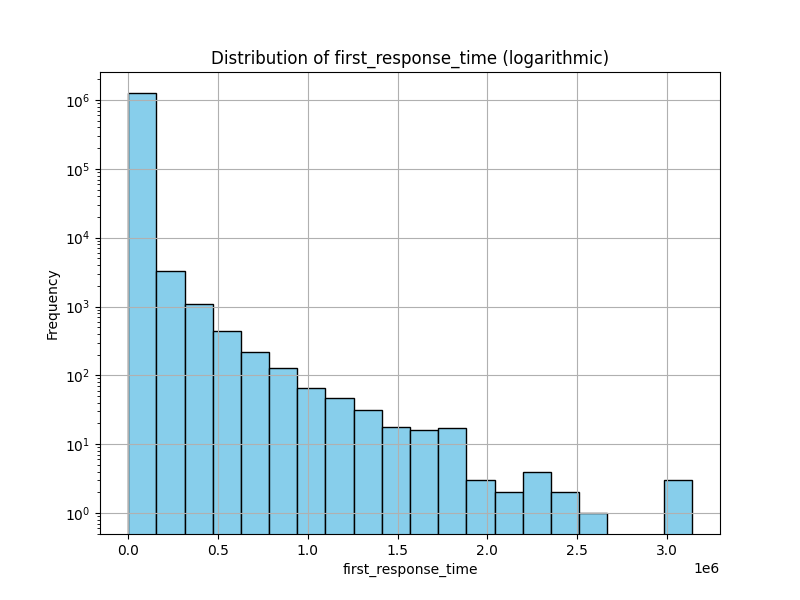 Distribution of first_response_time (logarithmic)
Frequency
10⁶
10⁵
10⁴
10³
10²
10¹
10⁰
0.0 0.5 1.0 1.5 2.0 2.5 3.0
1e6
first_response_time